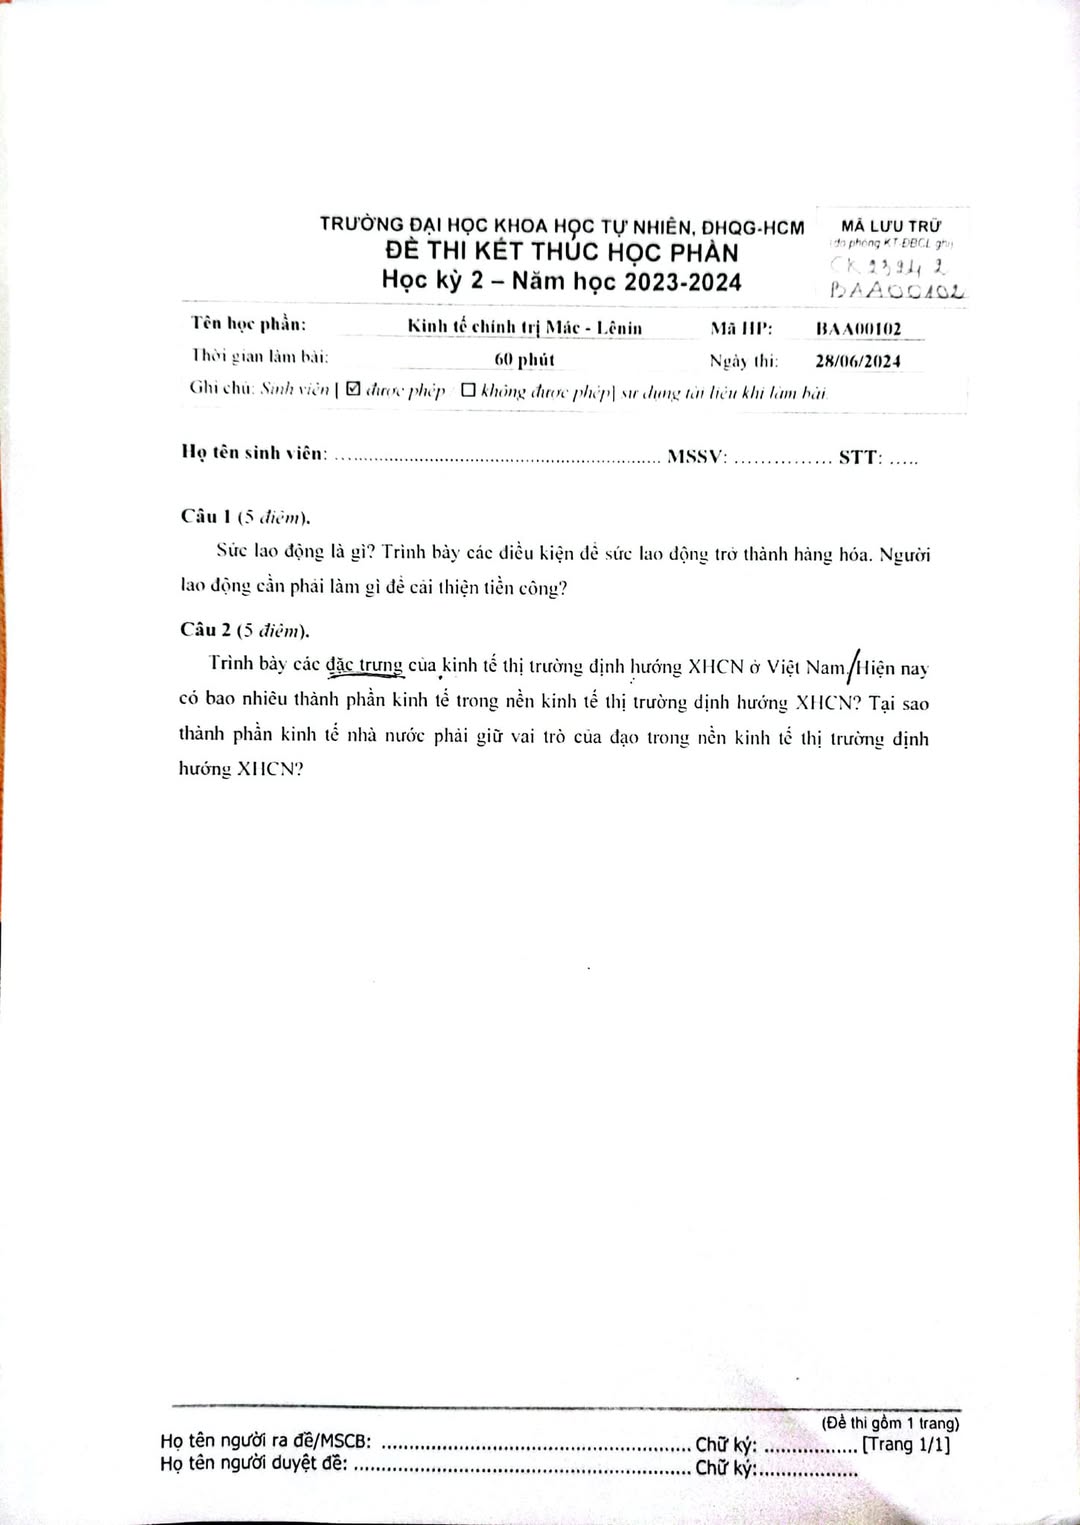 TRƯỜNG ĐẠI HỌC KHOA HỌC TỰ NHIÊN, ĐHQG-HCM
ĐỀ THI KẾT THÚC HỌC PHẦN
Học kỳ 2 – Năm học 2023-2024
MÃ LƯU TRỮ
(do phòng KT-ĐBCL ghi)
BAA00102
Tên học phần: Kinh tế chính trị Mác - Lênin Mã HP: BAA00102
Thời gian làm bài: 60 phút Ngày thi: 28/06/2024
Ghi chú: Sinh viên [ ☑ được phép / ☐ không được phép] sử dụng tài liệu khi làm bài.
Họ tên sinh viên: ........................................................ MSSV: ............... STT: .....
Câu 1 (5 điểm).
Sức lao động là gì? Trình bày các điều kiện để sức lao động trở thành hàng hóa. Người
lao động cần phải làm gì để cải thiện tiền công?
Câu 2 (5 điểm).
Trình bày các đặc trưng của kinh tế thị trường định hướng XHCN ở Việt Nam./Hiện nay
có bao nhiêu thành phần kinh tế trong nền kinh tế thị trường định hướng XHCN? Tại sao
thành phần kinh tế nhà nước phải giữ vai trò của đạo trong nền kinh tế thị trường định
hướng XHCN?
(Đề thi gồm 1 trang)
Họ tên người ra đề/MSCB: ........................................................ Chữ ký: ................. [Trang 1/1]
Họ tên người duyệt đề: ............................................................ Chữ ký:..................